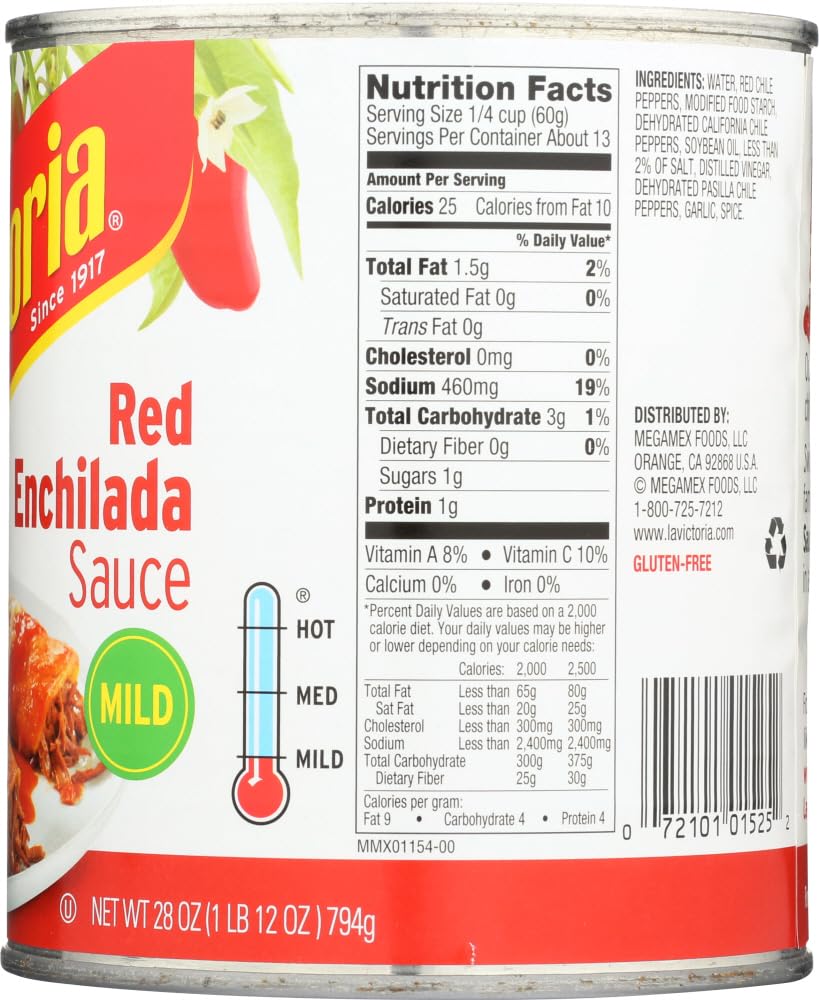 oria®
Since 1917
Red
Enchilada
Sauce
MILD
®
HOT
MED
MILD
Nutrition Facts
Serving Size 1/4 cup (60g)
Servings Per Container About 13
Amount Per Serving
Calories 25 Calories from Fat 10
% Daily Value*
Total Fat 1.5g 2%
Saturated Fat 0g 0%
Trans Fat 0g
Cholesterol 0mg 0%
Sodium 460mg 19%
Total Carbohydrate 3g 1%
Dietary Fiber 0g 0%
Sugars 1g
Protein 1g
Vitamin A 8% • Vitamin C 10%
Calcium 0% • Iron 0%
*Percent Daily Values are based on a 2,000
calorie diet. Your daily values may be higher
or lower depending on your calorie needs:
Calories: 2,000 2,500
Total Fat Less than 65g 80g
Sat Fat Less than 20g 25g
Cholesterol Less than 300mg 300mg
Sodium Less than 2,400mg 2,400mg
Total Carbohydrate 300g 375g
Dietary Fiber 25g 30g
Calories per gram:
Fat 9 • Carbohydrate 4 • Protein 4
MMX01154-00
INGREDIENTS: WATER, RED CHILE
PEPPERS, MODIFIED FOOD STARCH,
DEHYDRATED CALIFORNIA CHILE
PEPPERS, SOYBEAN OIL, LESS THAN
2% OF SALT, DISTILLED VINEGAR,
DEHYDRATED PASILLA CHILE
PEPPERS, GARLIC, SPICE.
DISTRIBUTED BY:
MEGAMEX FOODS, LLC
ORANGE, CA 92868 U.S.A.
© MEGAMEX FOODS, LLC
1-800-725-7212
www.lavictoria.com
GLUTEN-FREE
0 72101 01525 2
U NET WT 28 OZ (1 LB 12 OZ ) 794g